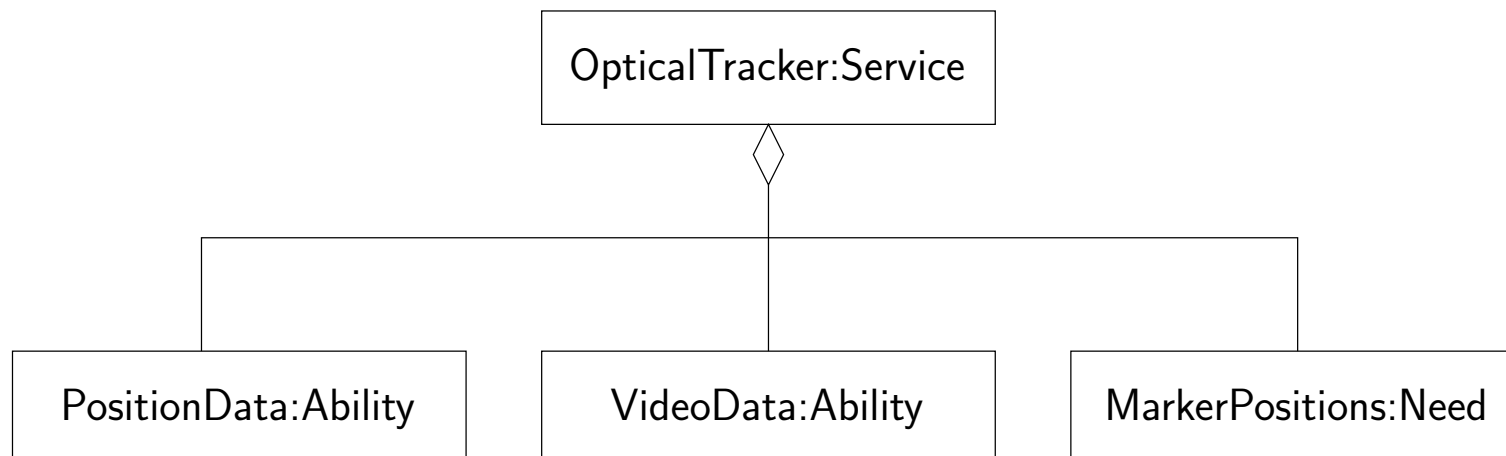 OpticalTracker:Service
PositionData:Ability
VideoData:Ability
MarkerPositions:Need